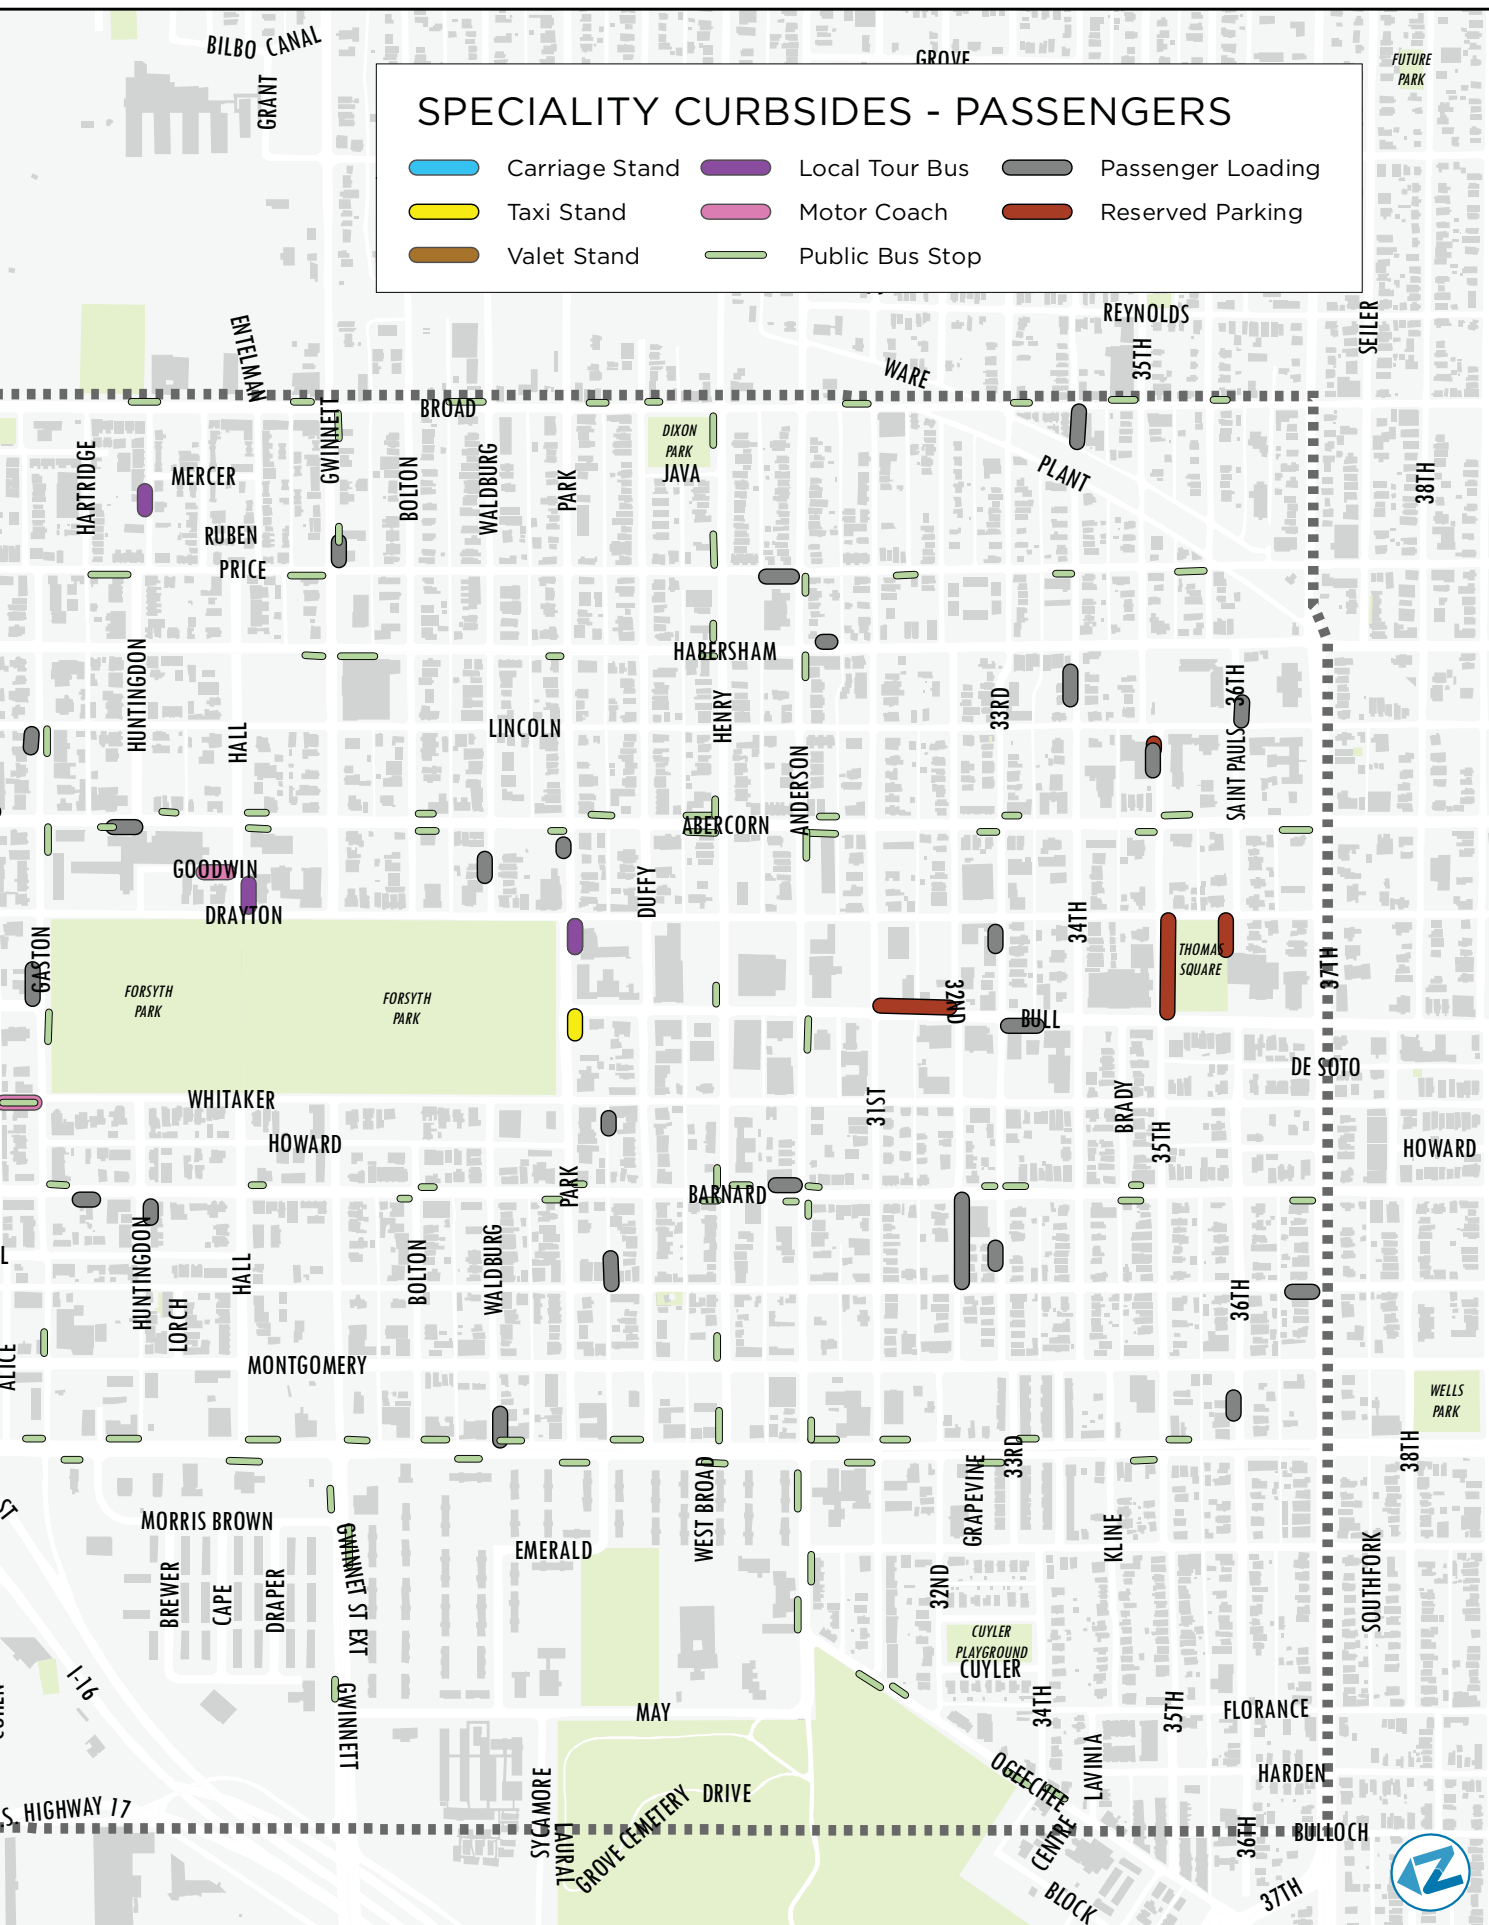 BILBO CANAL
GRANT
GROVE
FUTURE
PARK
SPECIALITY CURBSIDES - PASSENGERS
Carriage Stand
Local Tour Bus
Passenger Loading
Taxi Stand
Motor Coach
Reserved Parking
Valet Stand
Public Bus Stop
REYNOLDS
SEILER
ENTELMAN
35TH
WARE
GWINNETT
BROAD
DIXON
PARK
JAVA
HARTRIDGE
MERCER
BOLTON
WALDBURG
PARK
PLANT
38TH
RUBEN
PRICE
HUNTINGDON
HABERSHAM
HALL
LINCOLN
HENRY
33RD
36TH
ANDERSON
SAINT PAULS
ABERCORN
GOODWIN
DUFFY
DRAYTON
34TH
GASTON
THOMAS
SQUARE
37TH
FORSYTH
PARK
FORSYTH
PARK
32ND
BULL
DE SOTO
WHITAKER
31ST
BRADY
HOWARD
35TH
HOWARD
PARK
BARNARD
L
HUNTINGDON
HALL
BOLTON
WALDBURG
36TH
LORCH
ALICE
MONTGOMERY
WELLS
PARK
33RD
38TH
WEST BROAD
GRAPEVINE
ST
MORRIS BROWN
GWINNET ST EXT
EMERALD
KLINE
BREWER
CAPE
DRAPER
32ND
SOUTHFORK
CUYLER
PLAYGROUND
CUYLER
I-16
GWINNETT
MAY
34TH
35TH
FLORANCE
OGEECHEE
LAVINIA
HARDEN
S. HIGHWAY 17
SYCAMORE
LAURAL
GROVE CEMETERY
DRIVE
CENTRE
36TH
BULLOCH
BLOCK
37TH
Z